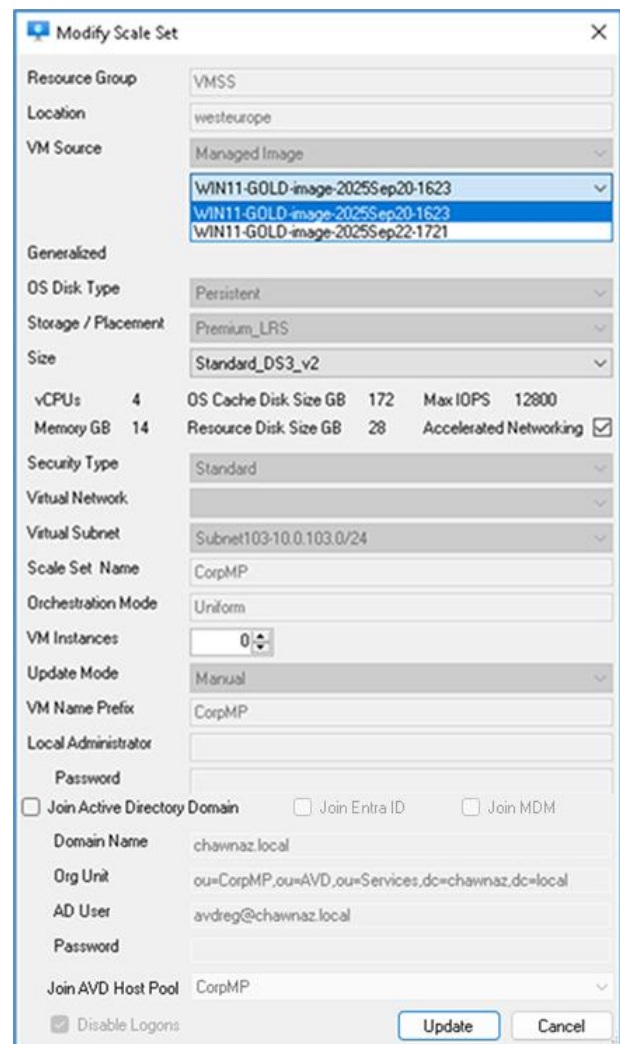 Modify Scale Set
Resource Group VMSS
Location westeurope
VM Source Managed Image
WIN11-GOLD-image-2025Sep20-1623
WIN11-GOLD-image-2025Sep20-1623
WIN11-GOLD-image-2025Sep22-1721
Generalized
OS Disk Type Persistent
Storage / Placement Premium_LRS
Size Standard_DS3_v2
vCPUs 4 OS Cache Disk Size GB 172 Max IOPS 12800
Memory GB 14 Resource Disk Size GB 28 Accelerated Networking
Security Type Standard
Virtual Network
Virtual Subnet Subnet103-10.0.103.0/24
Scale Set Name CorpMP
Orchestration Mode Uniform
VM Instances 0
Update Mode Manual
VM Name Prefix CorpMP
Local Administrator
Password
Join Active Directory Domain Join Entra ID Join MDM
Domain Name chawnaz.local
Org Unit ou=CorpMP,ou=AVD,ou=Services,dc=chawnaz,dc=local
AD User avdreg@chawnaz.local
Password
Join AVD Host Pool CorpMP
Disable Logons Update Cancel